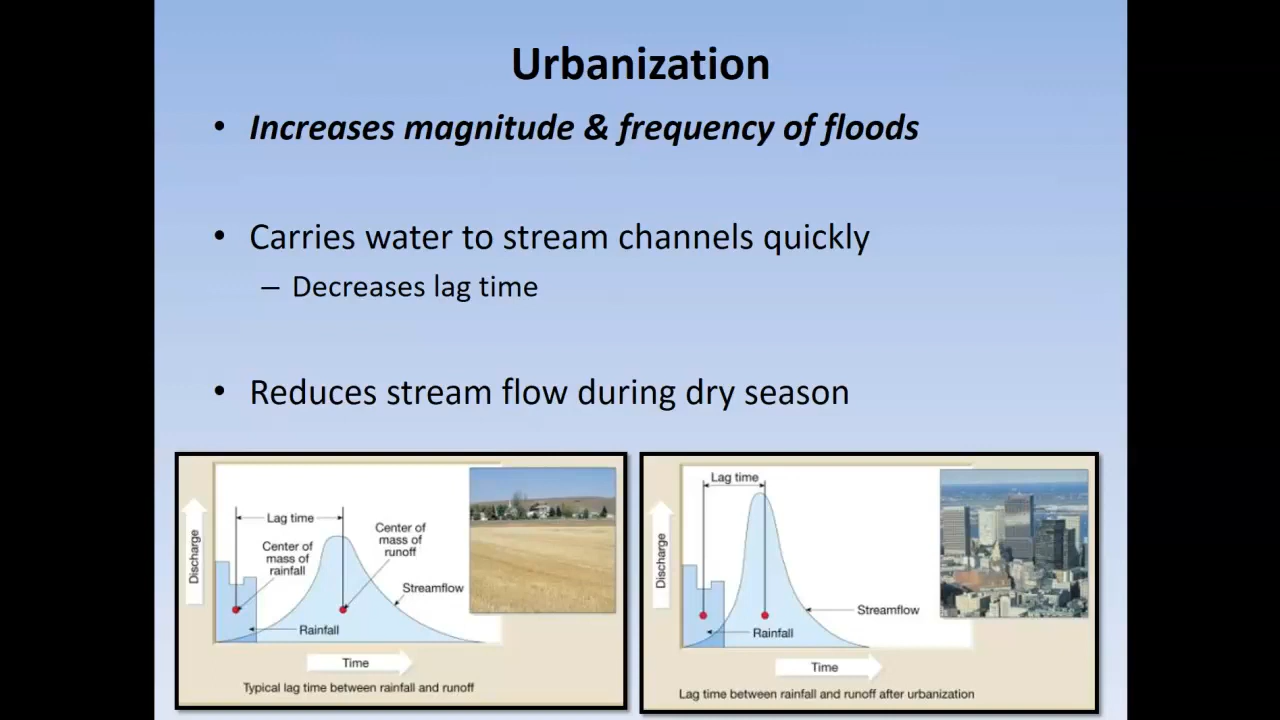 Urbanization
• Increases magnitude & frequency of floods
• Carries water to stream channels quickly
– Decreases lag time
• Reduces stream flow during dry season
Discharge
Lag time
Center of
mass of
rainfall
Center of
mass of
runoff
Streamflow
Rainfall
Time
Typical lag time between rainfall and runoff
Discharge
Lag time
Streamflow
Rainfall
Time
Lag time between rainfall and runoff after urbanization